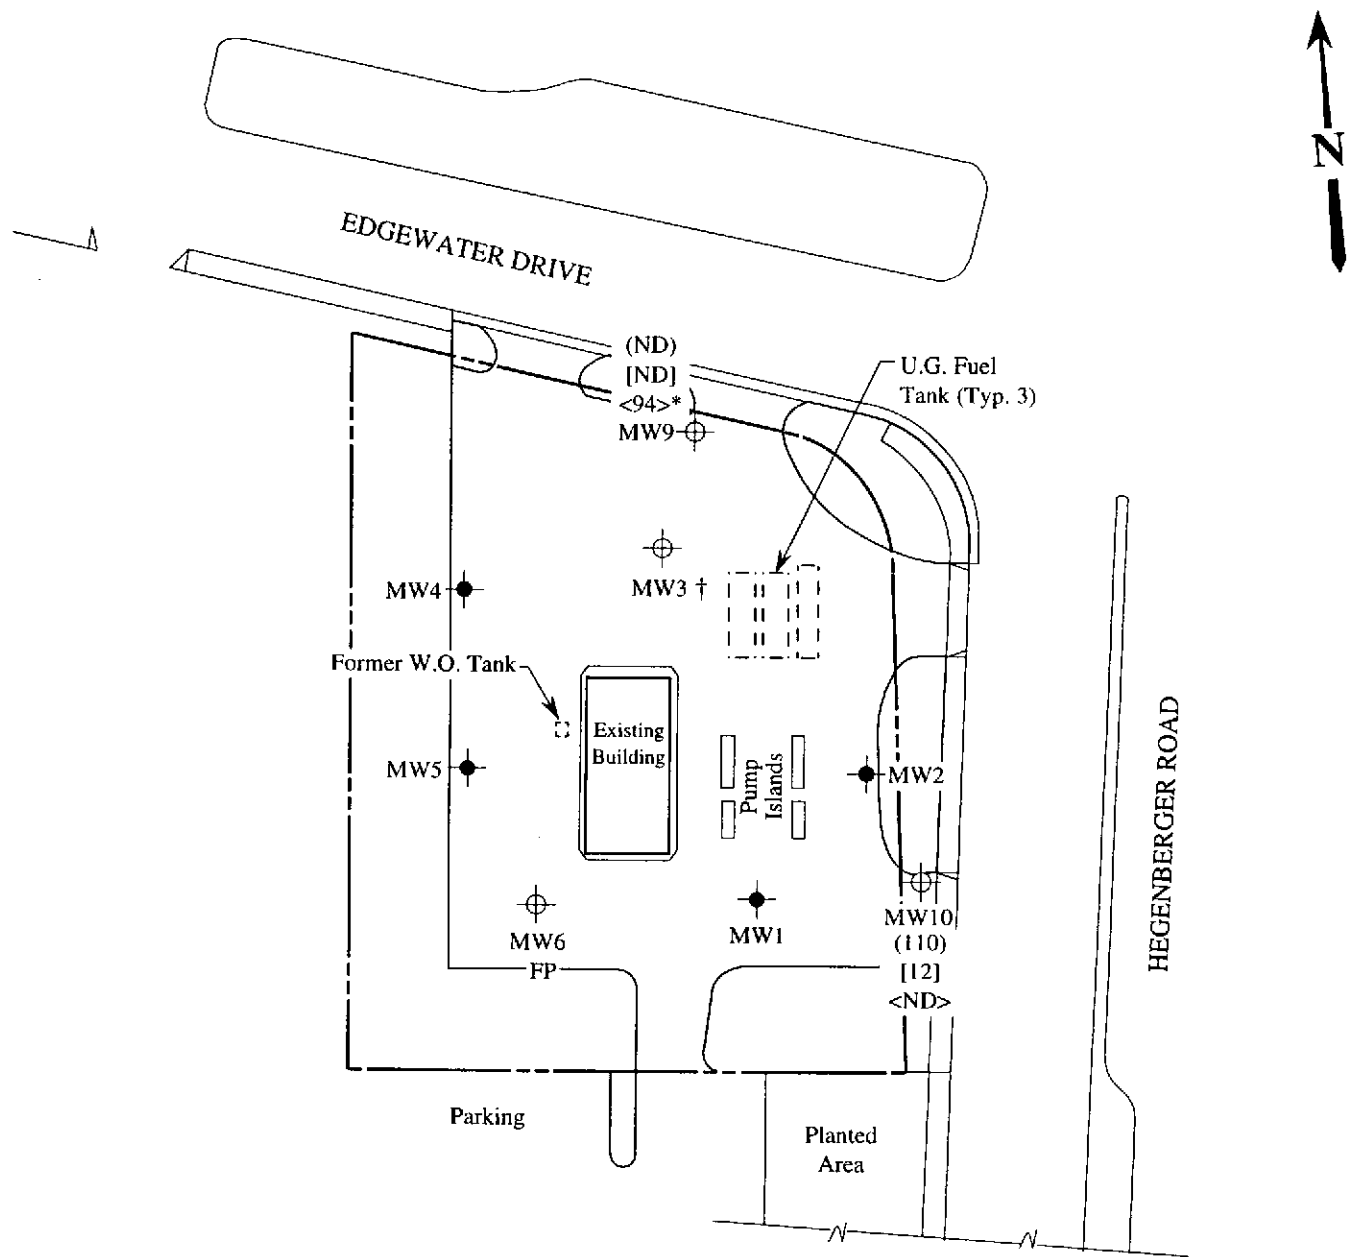 N
EDGEWATER DRIVE
(ND)
[ND]
<94>*
MW9
U.G. Fuel
Tank (Typ. 3)
MW3 †
MW4
Former W.O. Tank
Existing
Building
Pump
Islands
MW5
MW2
HEGENBERGER ROAD
MW6
FP
MW1
MW10
(110)
[12]
<ND>
Parking
Planted
Area